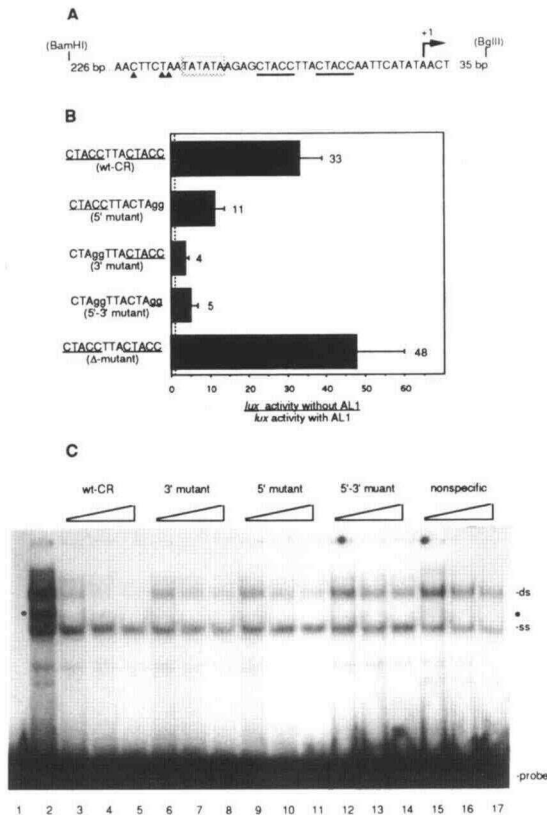 A
+1
(BamHI) (BglII)
226 bp AACTTCTAATATATAAGAGCTACCTTACTACCAATTCATATAACT 35 bp
B
CTACCTTACTACC
(wt-CR)
33
CTACCTTACTAgg
(5' mutant)
11
CTAggTTACTACC
(3' mutant)
4
CTAggTTACTAgg
(5'-3' mutant)
5
CTACCTTACTACC
(Δ-mutant)
48
0 10 20 30 40 50 60
lux activity without AL1
lux activity with AL1
C
wt-CR 3' mutant 5' mutant 5'-3' muant nonspecific
-ds
-ss
-probe
1 2 3 4 5 6 7 8 9 10 11 12 13 14 15 16 17